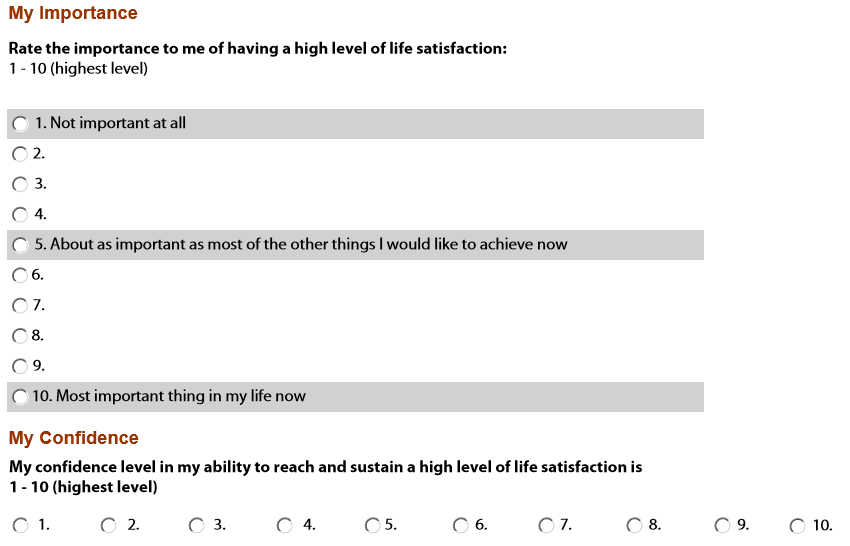 My Importance
Rate the importance to me of having a high level of life satisfaction:
1 - 10 (highest level)
1. Not important at all
2.
3.
4.
5. About as important as most of the other things I would like to achieve now
6.
7.
8.
9.
10. Most important thing in my life now
My Confidence
My confidence level in my ability to reach and sustain a high level of life satisfaction is
1 - 10 (highest level)
1. 2. 3. 4. 5. 6. 7. 8. 9. 10.